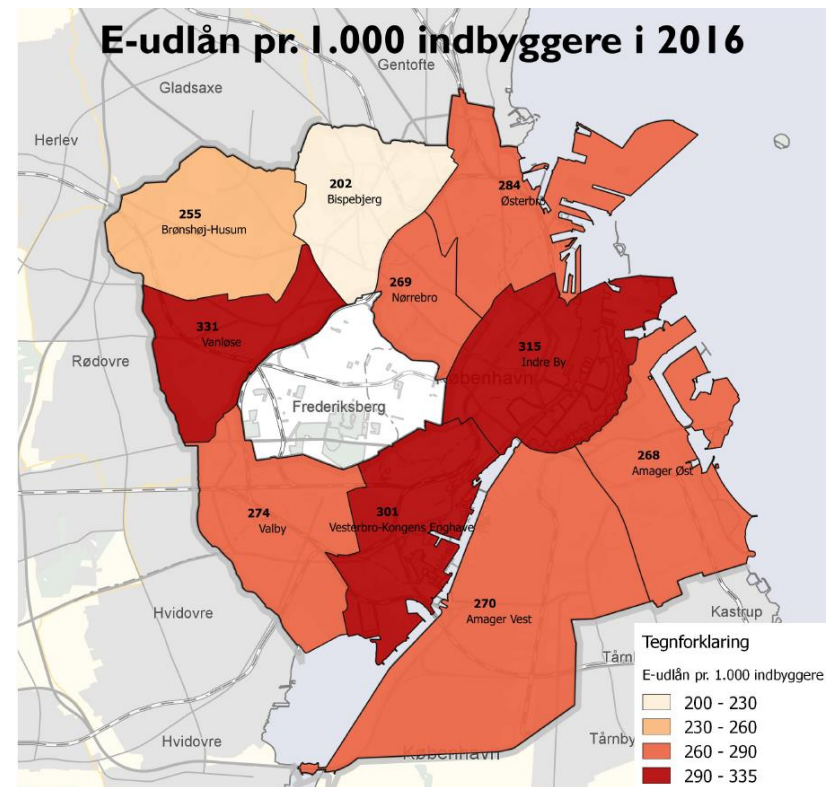 E-udlån pr. 1.000 indbyggere i 2016
Gentofte
Gladsaxe
Herlev
202
Bispebjerg
284
Østerbro
255
Brønshøj-Husum
269
Nørrebro
331
Vanløse
315
Indre By
København
Rødovre
Frederiksberg
268
Amager Øst
274
Valby
301
Vesterbro-Kongens Enghave
270
Amager Vest
Hvidovre
Kastrup
Hvidovre
København
Tårnby
Tegnforklaring
E-udlån pr. 1.000 indbyggere
200 - 230
230 - 260
260 - 290
290 - 335